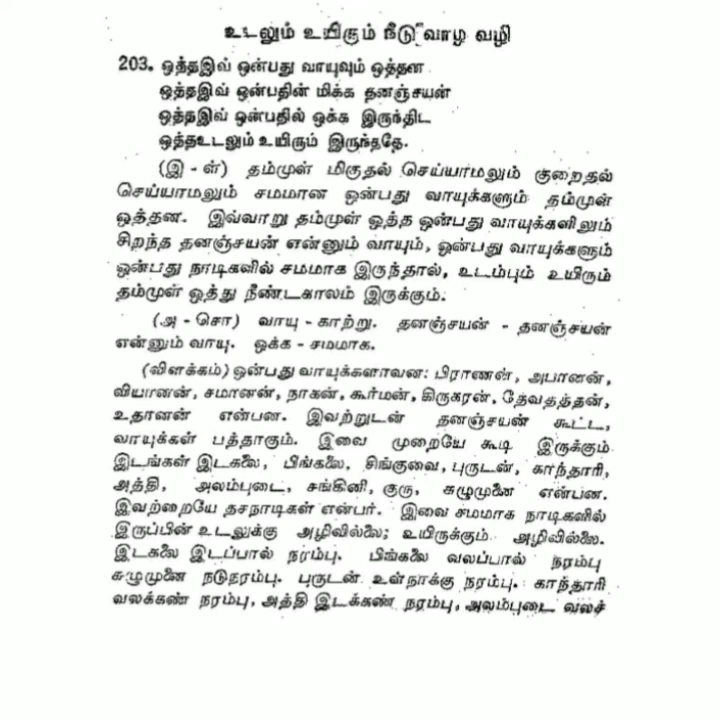 உடலும் உயிரும் நீடு வாழ வழி
203. ஒத்தஇவ் ஒன்பது வாயுவும் ஒத்தன
ஒத்தஇவ் ஒன்பதின் மிக்க தனஞ்சயன்
ஒத்தஇவ் ஒன்பதில் ஒக்க இருந்திட
ஒத்தஉடலும் உயிரும் இருந்ததே.
(இ - ள்) தம்முள் மிகுதல் செய்யாமலும் குறைதல்
செய்யாமலும் சமமான ஒன்பது வாயுக்களும் தம்முள்
ஒத்தன. இவ்வாறு தம்முள் ஒத்த ஒன்பது வாயுக்களிலும்
சிறந்த தனஞ்சயன் என்னும் வாயும், ஒன்பது வாயுக்களும்
ஒன்பது நாடிகளில் சமமாக இருந்தால், உடம்பும் உயிரும்
தம்முள் ஒத்து நீண்டகாலம் இருக்கும்.
(அ - சொ) வாயு - காற்று. தனஞ்சயன் - தனஞ்சயன்
என்னும் வாயு. ஒக்க - சமமாக.
(விளக்கம்) ஒன்பது வாயுக்களாவன: பிராணன், அபானன்,
வியானன், சமானன், நாகன், கூர்மன், கிருகரன், தேவதத்தன்,
உதானன் என்பன. இவற்றுடன் தனஞ்சயன் கூட்ட,
வாயுக்கள் பத்தாகும். இவை முறையே கூடி இருக்கும்
இடங்கள் இடகலை, பிங்கலை, சிங்குவை, புருடன், காந்தாரி,
அத்தி, அலம்புடை, சங்கினி, குரு, கழுமுனை என்பன.
இவற்றையே தசநாடிகள் என்பர். இவை சமமாக நாடிகளில்
இருப்பின் உடலுக்கு அழிவில்லை; உயிருக்கும் அழிவில்லை.
இடகலை இடப்பால் நரம்பு. பிங்கலை வலப்பால் நரம்பு
சுழுமுனை நடுநரம்பு. புருடன் உள்நாக்கு நரம்பு. காந்தாரி
வலக்கண் நரம்பு, அத்தி இடக்கண் நரம்பு, அலம்புடை வலச்